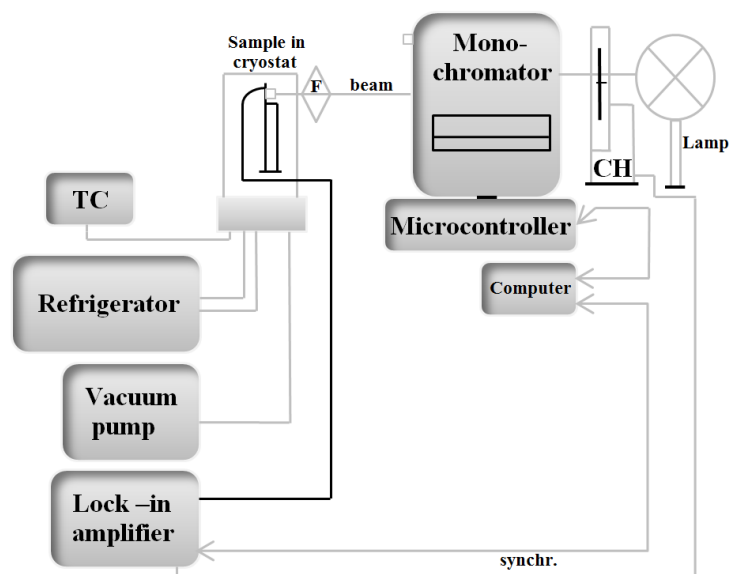 Sample in
cryostat
F
beam
Mono-
chromator
Lamp
CH
TC
Microcontroller
Refrigerator
Computer
Vacuum
pump
Lock –in
amplifier
synchr.